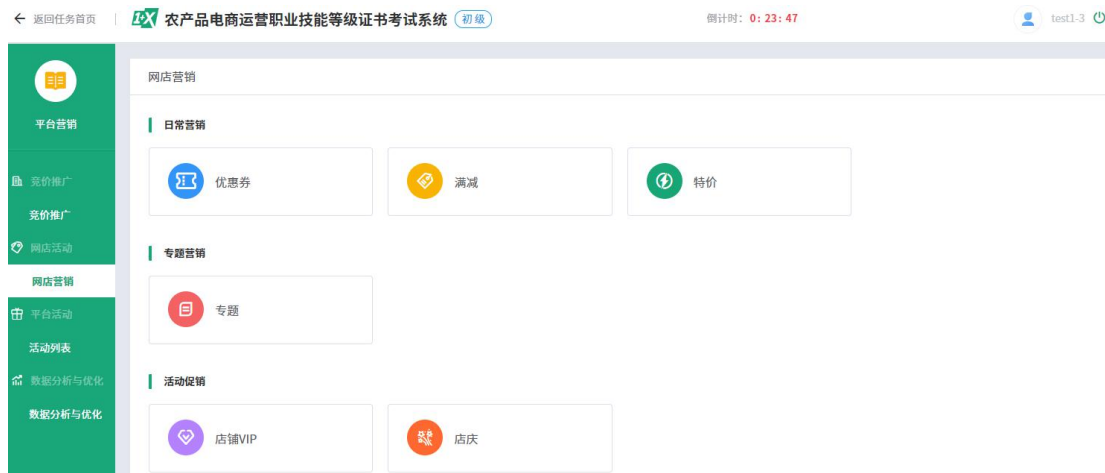 ← 返回任务首页
1+X 农产品电商运营职业技能等级证书考试系统 初级
倒计时：0: 23: 47
test1-3
平台营销
竞价推广
竞价推广
网店活动
网店营销
平台活动
活动列表
数据分析与优化
数据分析与优化
网店营销
日常营销
优惠券
满减
特价
专题营销
专题
活动促销
店铺VIP
店庆